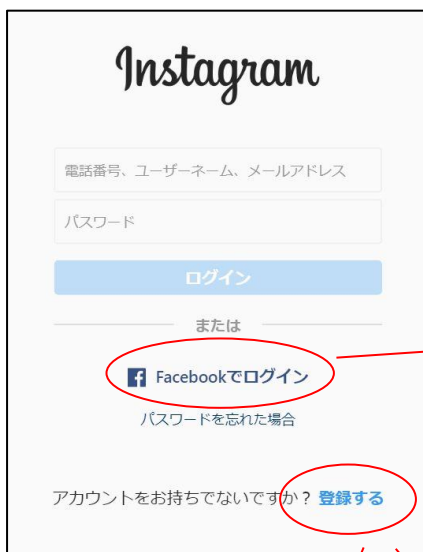 Instagram
電話番号、ユーザーネーム、メールアドレス
パスワード
ログイン
または
Facebookでログイン
パスワードを忘れた場合
アカウントをお持ちでないですか？ 登録する